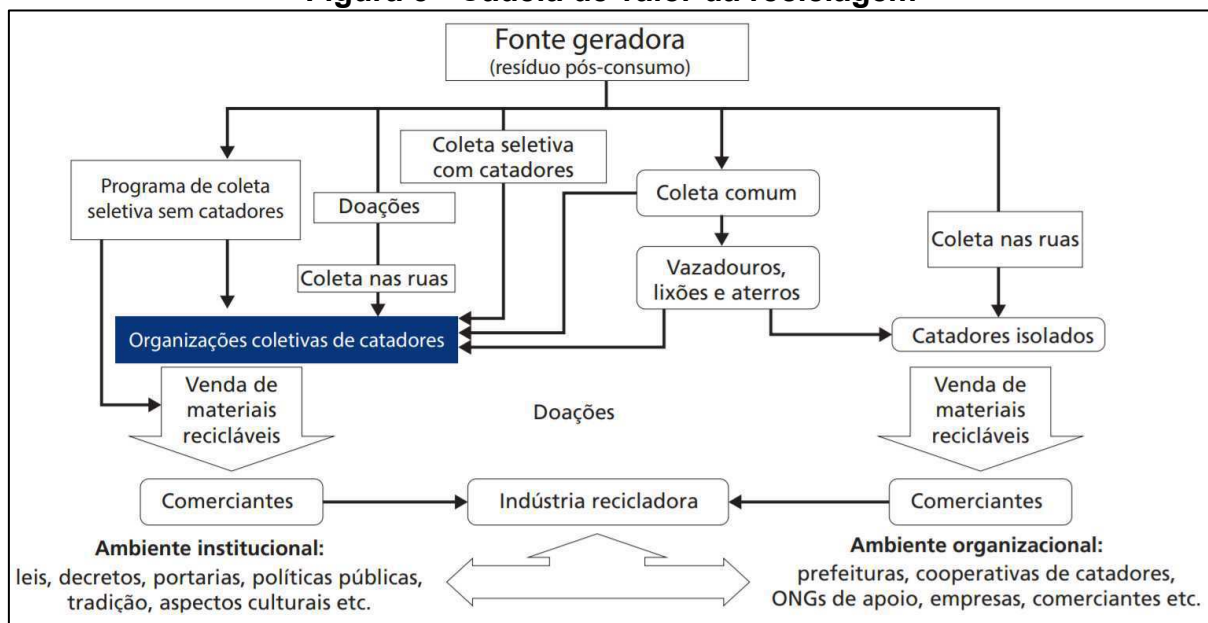 Fonte geradora
(resíduo pós-consumo)
Programa de coleta
seletiva sem catadores
Doações
Coleta nas ruas
Coleta seletiva
com catadores
Coleta comum
Vazadouros,
lixões e aterros
Coleta nas ruas
Organizações coletivas de catadores
Catadores isolados
Venda de
materiais
recicláveis
Doações
Venda de
materiais
recicláveis
Comerciantes
Indústria recicladora
Comerciantes
Ambiente institucional:
leis, decretos, portarias, políticas públicas,
tradição, aspectos culturais etc.
Ambiente organizacional:
prefeituras, cooperativas de catadores,
ONGs de apoio, empresas, comerciantes etc.